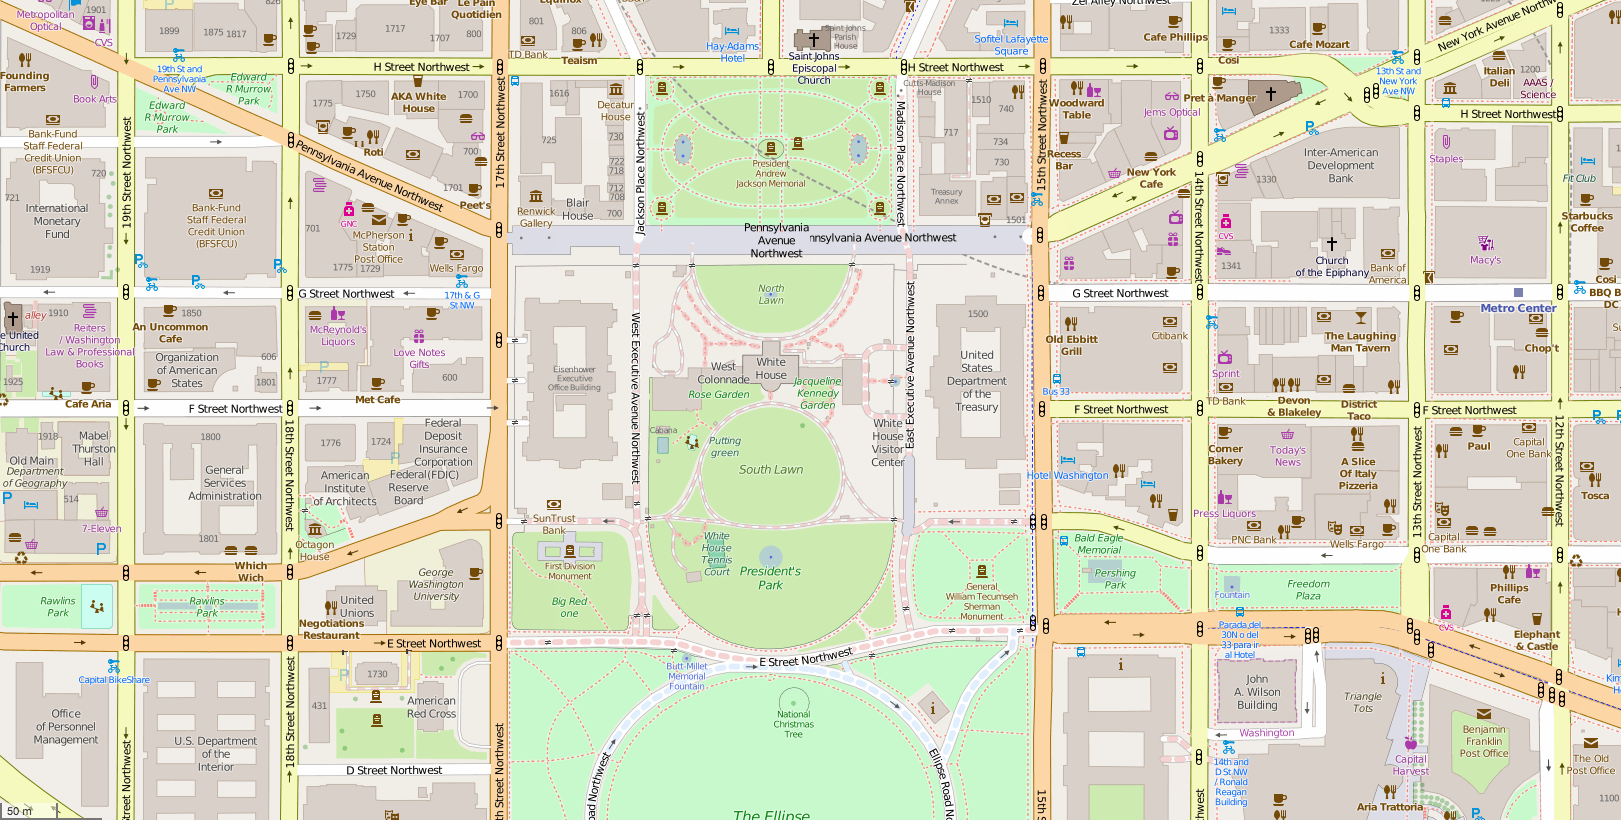 Metropolitan
Optical
1901
CVS
1899
1875
1817
1729
1717
1707
Eye Bar
Le Pain
Quotidien
800
Equinox
801
806
TD Bank
Teaism
Hay-Adams
Hotel
Saint Johns
Parish
House
Saint Johns
Episcopal
Church
Sofitel Lafayette
Square
Zei Alley Northwest
Cafe Phillips
1333
Cafe Mozart
New York Avenue Northwest
Founding
Farmers
Book Arts
19th St and
Pennsylvania
Ave NW
Edward
R Murrow.
Park
Edward
R Murrow.
Park
H Street Northwest
H Street Northwest
Cosi
13th St and
New York
Ave NW
Italian
Deli
1200
AAAS /
Science
Bank-Fund
Staff Federal
Credit Union
(BFSFCU)
1775
1750
AKA White
House
1700
1616
Decatur
House
Cutts-Madison
House
1510
740
Woodward
Table
Pret a Manger
Jems Optical
H Street Northwest
Roti
700
725
730
722
718
712
708
700
717
734
730
Recess
Bar
New York
Cafe
Inter-American
Development
Bank
Staples
720
721
19th Street Northwest
Pennsylvania Avenue Northwest
17th Street Northwest
Jackson Place Northwest
President
Andrew
Jackson Memorial
Madison Place Northwest
15th Street Northwest
14th Street Northwest
1330
Fit Club
International
Monetary
Fund
Bank-Fund
Staff Federal
Credit Union
(BFSFCU)
GNC
701
McPherson
Station
Post Office
1701
Peet's
Renwick
Gallery
Blair
House
Treasury
Annex
1501
CVS
Starbucks
Coffee
1919
1775
1729
Wells Fargo
Pennsylvania
Avenue
Northwest
nnsylvania Avenue Northwest
1341
Church
of the Epiphany
Bank of
America
Macy's
Cosi
G Street Northwest
17th & G
St NW
G Street Northwest
Metro Center
BBQ B
DC
alley
1910
e United
Church
Reiters
/ Washington
Law & Professional
Books
1850
An Uncommon
Cafe
Organization
of American
States
606
1801
McReynold's
Liquors
Love Notes
Gifts
1777
600
North
Lawn
Eisenhower
Executive
Office Building
West Executive Avenue Northwest
West
Colonnade
White
House
Rose Garden
Jacqueline
Kennedy
Garden
East Executive Avenue Northwest
1500
United
States
Department
of the
Treasury
Old Ebbitt
Grill
Citibank
Sprint
The Laughing
Man Tavern
Chop't
1925
Cafe Aria
Met Cafe
Bus 33
TD Bank
Devon
& Blakeley
District
Taco
F Street Northwest
F Street Northwest
F Street Northwest
1918
Mabel
Thurston
Hall
Old Main
Department
of Geography
514
7-Eleven
1800
General
Services
Administration
1801
18th Street Northwest
1776
1724
American
Institute
of Architects
Federal
Deposit
Insurance
Corporation
(FDIC)
Federal
Reserve
Board
Cabana
Putting
green
South Lawn
White
House
Visitor
Center
Hotel Washington
Corner
Bakery
Today's
News
A Slice
Of Italy
Pizzeria
Paul
Capital
One Bank
Tosca
13th Street Northwest
12th Street Northwest
Press Liquors
PNC Bank
Wells Fargo
Capital
One Bank
Octagon
House
Which
Wich
SunTrust
Bank
First Division
Monument
White
House
Tennis
Court
President's
Park
Bald Eagle
Memorial
Pershing
Park
Fountain
Freedom
Plaza
Rawlins
Park
Rawlins
Park
United
Unions
Negotiations
Restaurant
George
Washington
University
Big Red
one
General
William Tecumseh
Sherman
Monument
Phillips
Cafe
CVS
Elephant
& Castle
E Street Northwest
E Street Northwest
Parada del
30N o del
33 para ir
al Hotel
Washington
Capital BikeShare
Butt-Millet
Memorial
Fountain
1730
431
American
Red Cross
Office
of Personnel
Management
U.S. Department
of the
Interior
18th Street Northwest
National
Christmas
Tree
John
A. Wilson
Building
Triangle
Tots
Benjamin
Franklin
Post Office
The Old
Post Office
D Street Northwest
Capital
Harvest
14th and
D St NW
/ Ronald
Reagan
Building
Aria Trattoria
1100
Ellipse Road N
oad Northwest
Street Northwest
th Street Northwest
15th S
hwest
The Ellipse
50 m